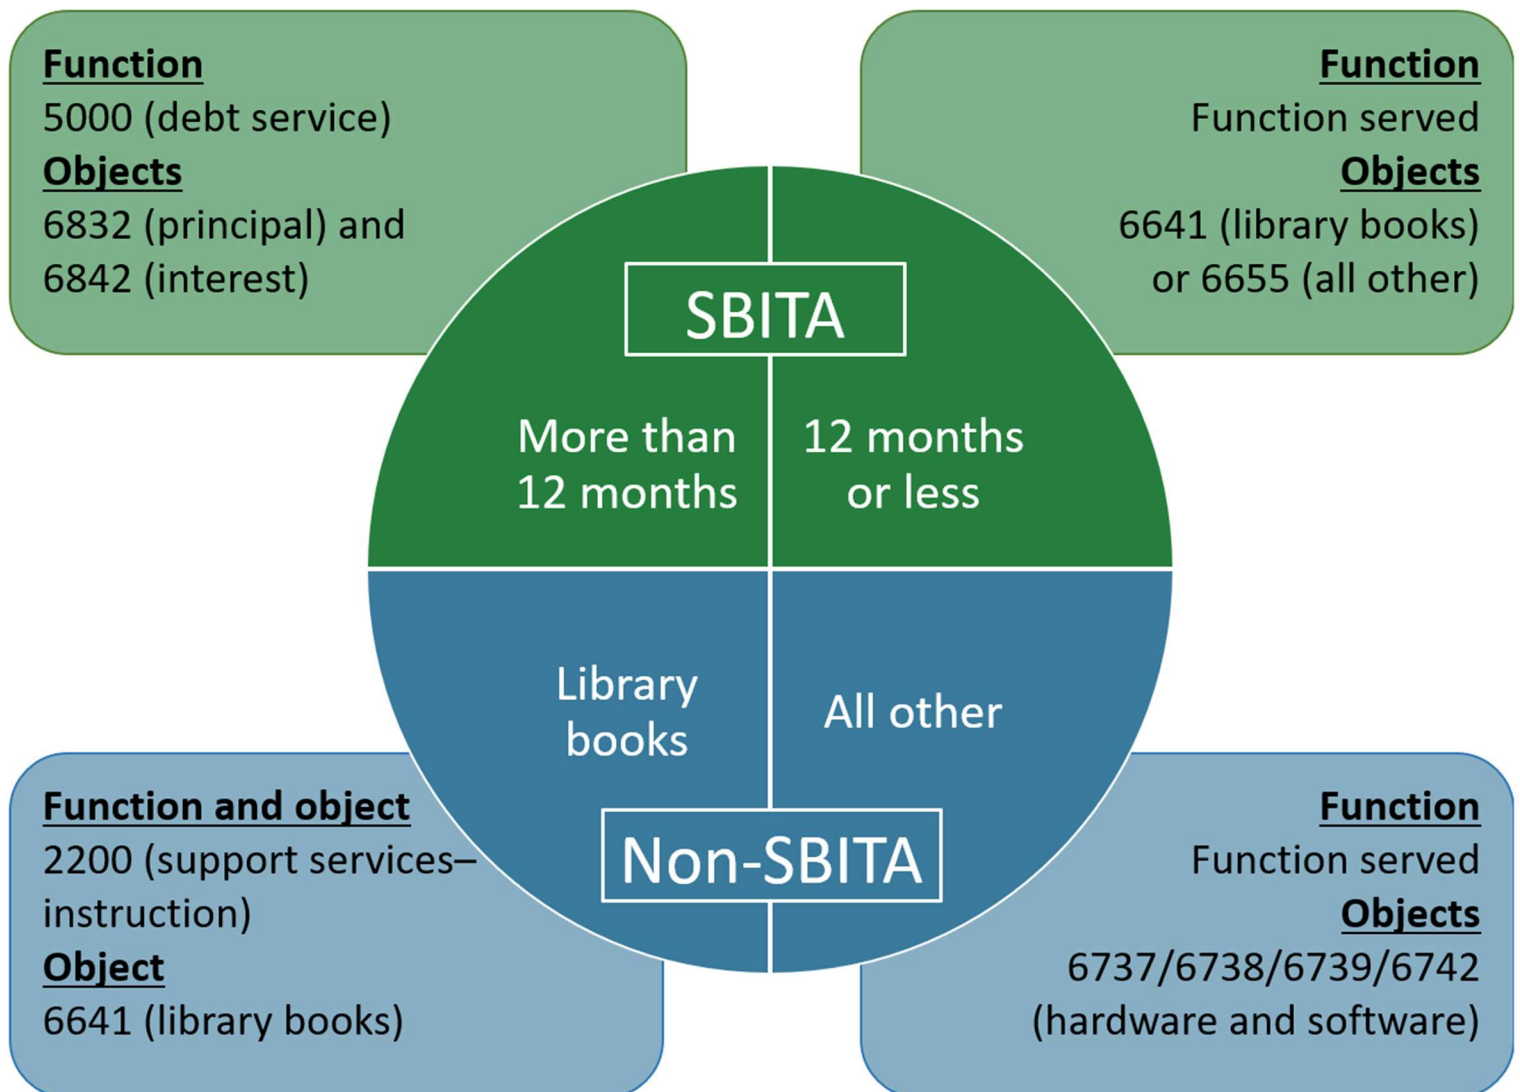 Function
5000 (debt service)
Objects
6832 (principal) and
6842 (interest)
Function
Function served
Objects
6641 (library books)
or 6655 (all other)
SBITA
More than
12 months
12 months
or less
Library
books
All other
Non-SBITA
Function and object
2200 (support services–
instruction)
Object
6641 (library books)
Function
Function served
Objects
6737/6738/6739/6742
(hardware and software)